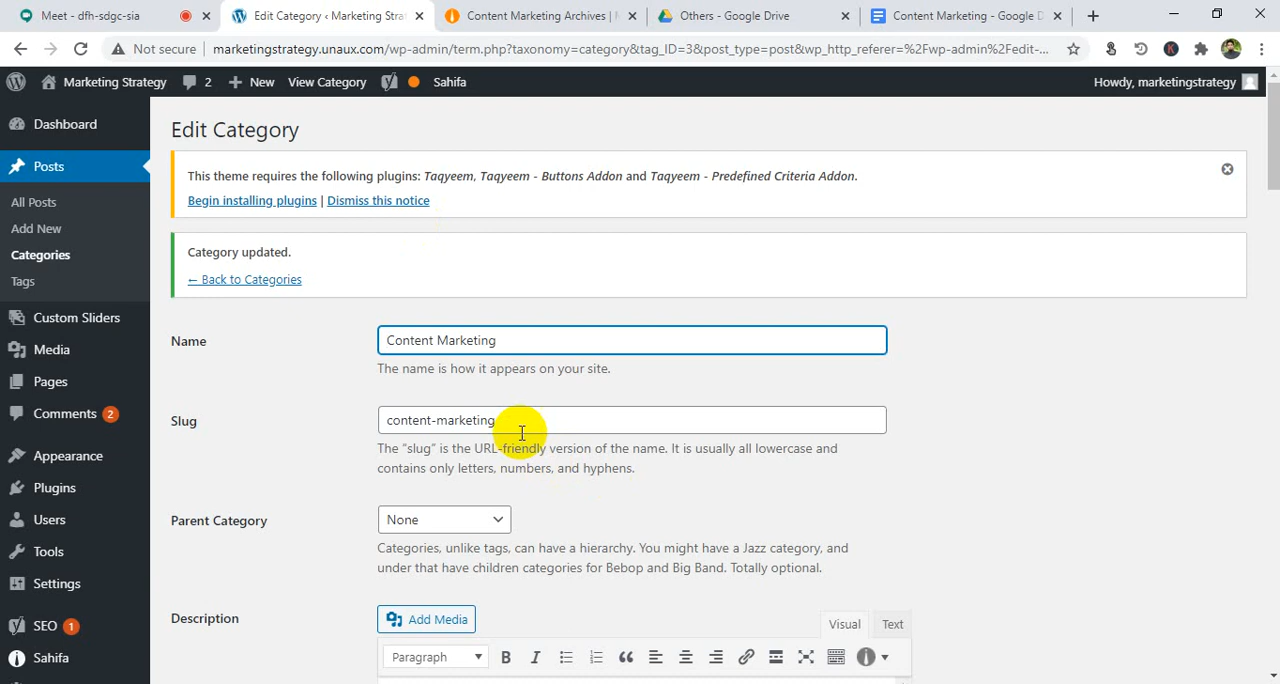 Meet - dfh-sdgc-sia
Edit Category ‹ Marketing Strat
Content Marketing Archives | M
Others - Google Drive
Content Marketing - Google D
Not secure
marketingstrategy.unaux.com/wp-admin/term.php?taxonomy=category&tag_ID=3&post_type=post&wp_http_referer=%2Fwp-admin%2Fedit-...
K
Marketing Strategy
2
New
View Category
Sahifa
Howdy, marketingstrategy
Dashboard
Posts
All Posts
Add New
Categories
Tags
Custom Sliders
Media
Pages
Comments 2
Appearance
Plugins
Users
Tools
Settings
SEO 1
Sahifa
Edit Category
This theme requires the following plugins: Taqyeem, Taqyeem - Buttons Addon and Taqyeem - Predefined Criteria Addon.
Begin installing plugins | Dismiss this notice
Category updated.
← Back to Categories
Name
Content Marketing
The name is how it appears on your site.
Slug
content-marketing
The “slug” is the URL-friendly version of the name. It is usually all lowercase and
contains only letters, numbers, and hyphens.
Parent Category
None
Categories, unlike tags, can have a hierarchy. You might have a Jazz category, and
under that have children categories for Bebop and Big Band. Totally optional.
Description
Add Media
Visual
Text
Paragraph
B
I